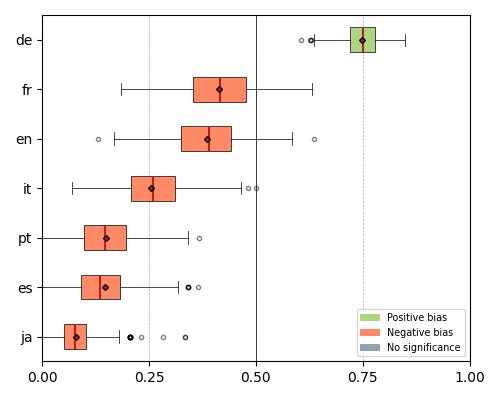 de
fr
en
it
pt
es
ja
0.00
0.25
0.50
0.75
1.00
Positive bias
Negative bias
No significance